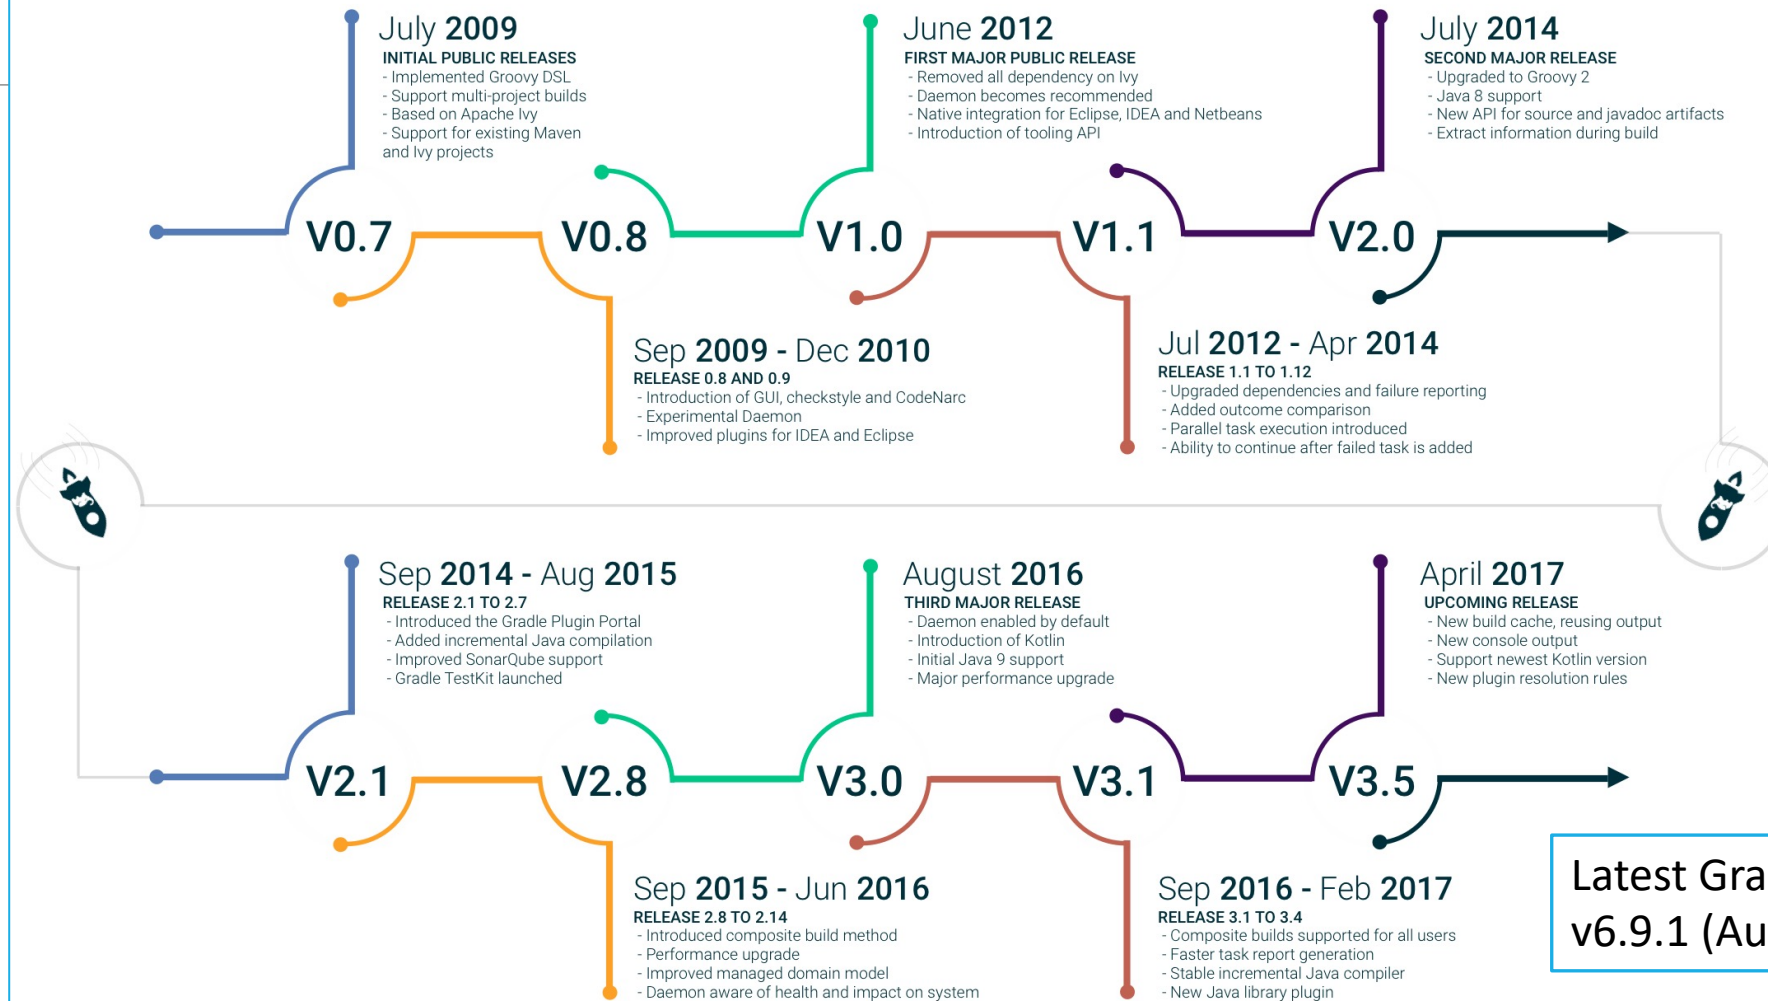 July 2009
INITIAL PUBLIC RELEASES
- Implemented Groovy DSL
- Support multi-project builds
- Based on Apache Ivy
- Support for existing Maven
and Ivy projects
June 2012
FIRST MAJOR PUBLIC RELEASE
- Removed all dependency on Ivy
- Daemon becomes recommended
- Native integration for Eclipse, IDEA and Netbeans
- Introduction of tooling API
July 2014
SECOND MAJOR RELEASE
- Upgraded to Groovy 2
- Java 8 support
- New API for source and javadoc artifacts
- Extract information during build
V0.7
V0.8
V1.0
V1.1
V2.0
Sep 2009 - Dec 2010
RELEASE 0.8 AND 0.9
- Introduction of GUI, checkstyle and CodeNarc
- Experimental Daemon
- Improved plugins for IDEA and Eclipse
Jul 2012 - Apr 2014
RELEASE 1.1 TO 1.12
- Upgraded dependencies and failure reporting
- Added outcome comparison
- Parallel task execution introduced
- Ability to continue after failed task is added
Sep 2014 - Aug 2015
RELEASE 2.1 TO 2.7
- Introduced the Gradle Plugin Portal
- Added incremental Java compilation
- Improved SonarQube support
- Gradle TestKit launched
August 2016
THIRD MAJOR RELEASE
- Daemon enabled by default
- Introduction of Kotlin
- Initial Java 9 support
- Major performance upgrade
April 2017
UPCOMING RELEASE
- New build cache, reusing output
- New console output
- Support newest Kotlin version
- New plugin resolution rules
V2.1
V2.8
V3.0
V3.1
V3.5
Sep 2015 - Jun 2016
RELEASE 2.8 TO 2.14
- Introduced composite build method
- Performance upgrade
- Improved managed domain model
- Daemon aware of health and impact on system
Sep 2016 - Feb 2017
RELEASE 3.1 TO 3.4
- Composite builds supported for all users
- Faster task report generation
- Stable incremental Java compiler
- New Java library plugin
Latest Gra
v6.9.1 (Au